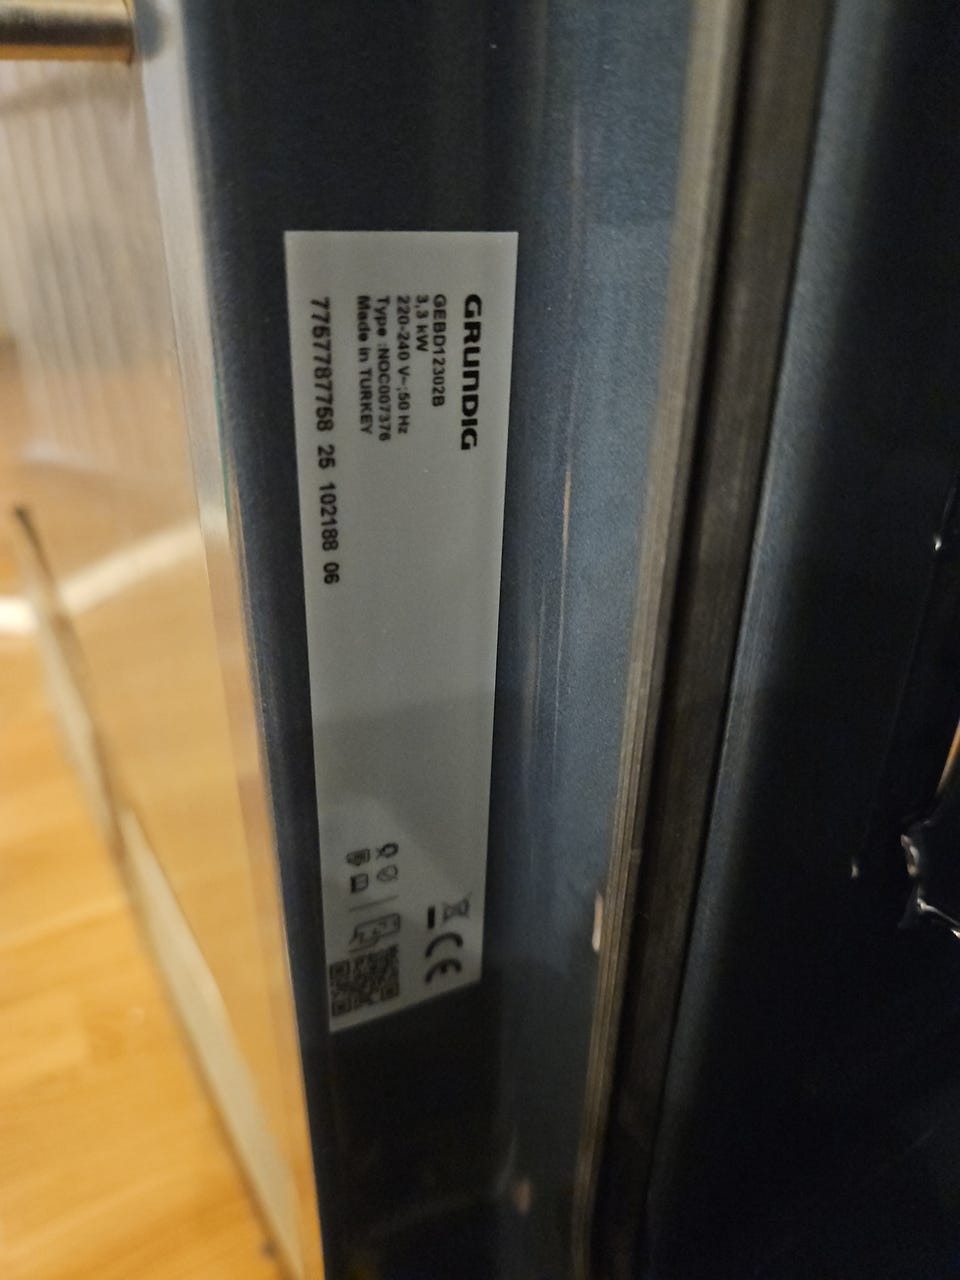 GRUNDIG
GEBD12302B
3,3 kW
220-240 V~;50 Hz
Type :NOC007376
Made in TURKEY
7757787758 25 102188 06
CE